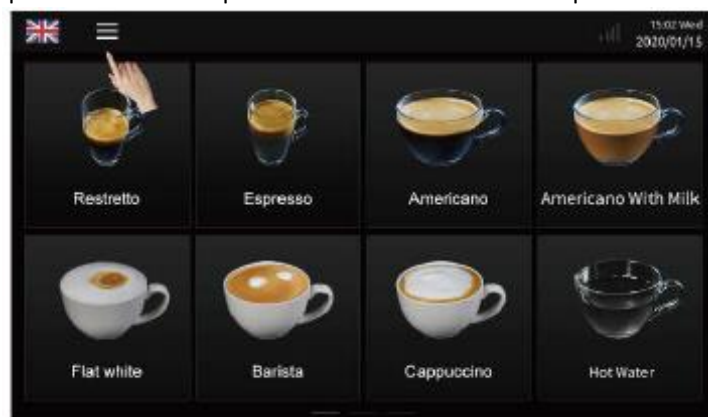 15:02 Wed
2020/01/15
Restretto
Espresso
Americano
Americano With Milk
Flat white
Barista
Cappuccino
Hot Water